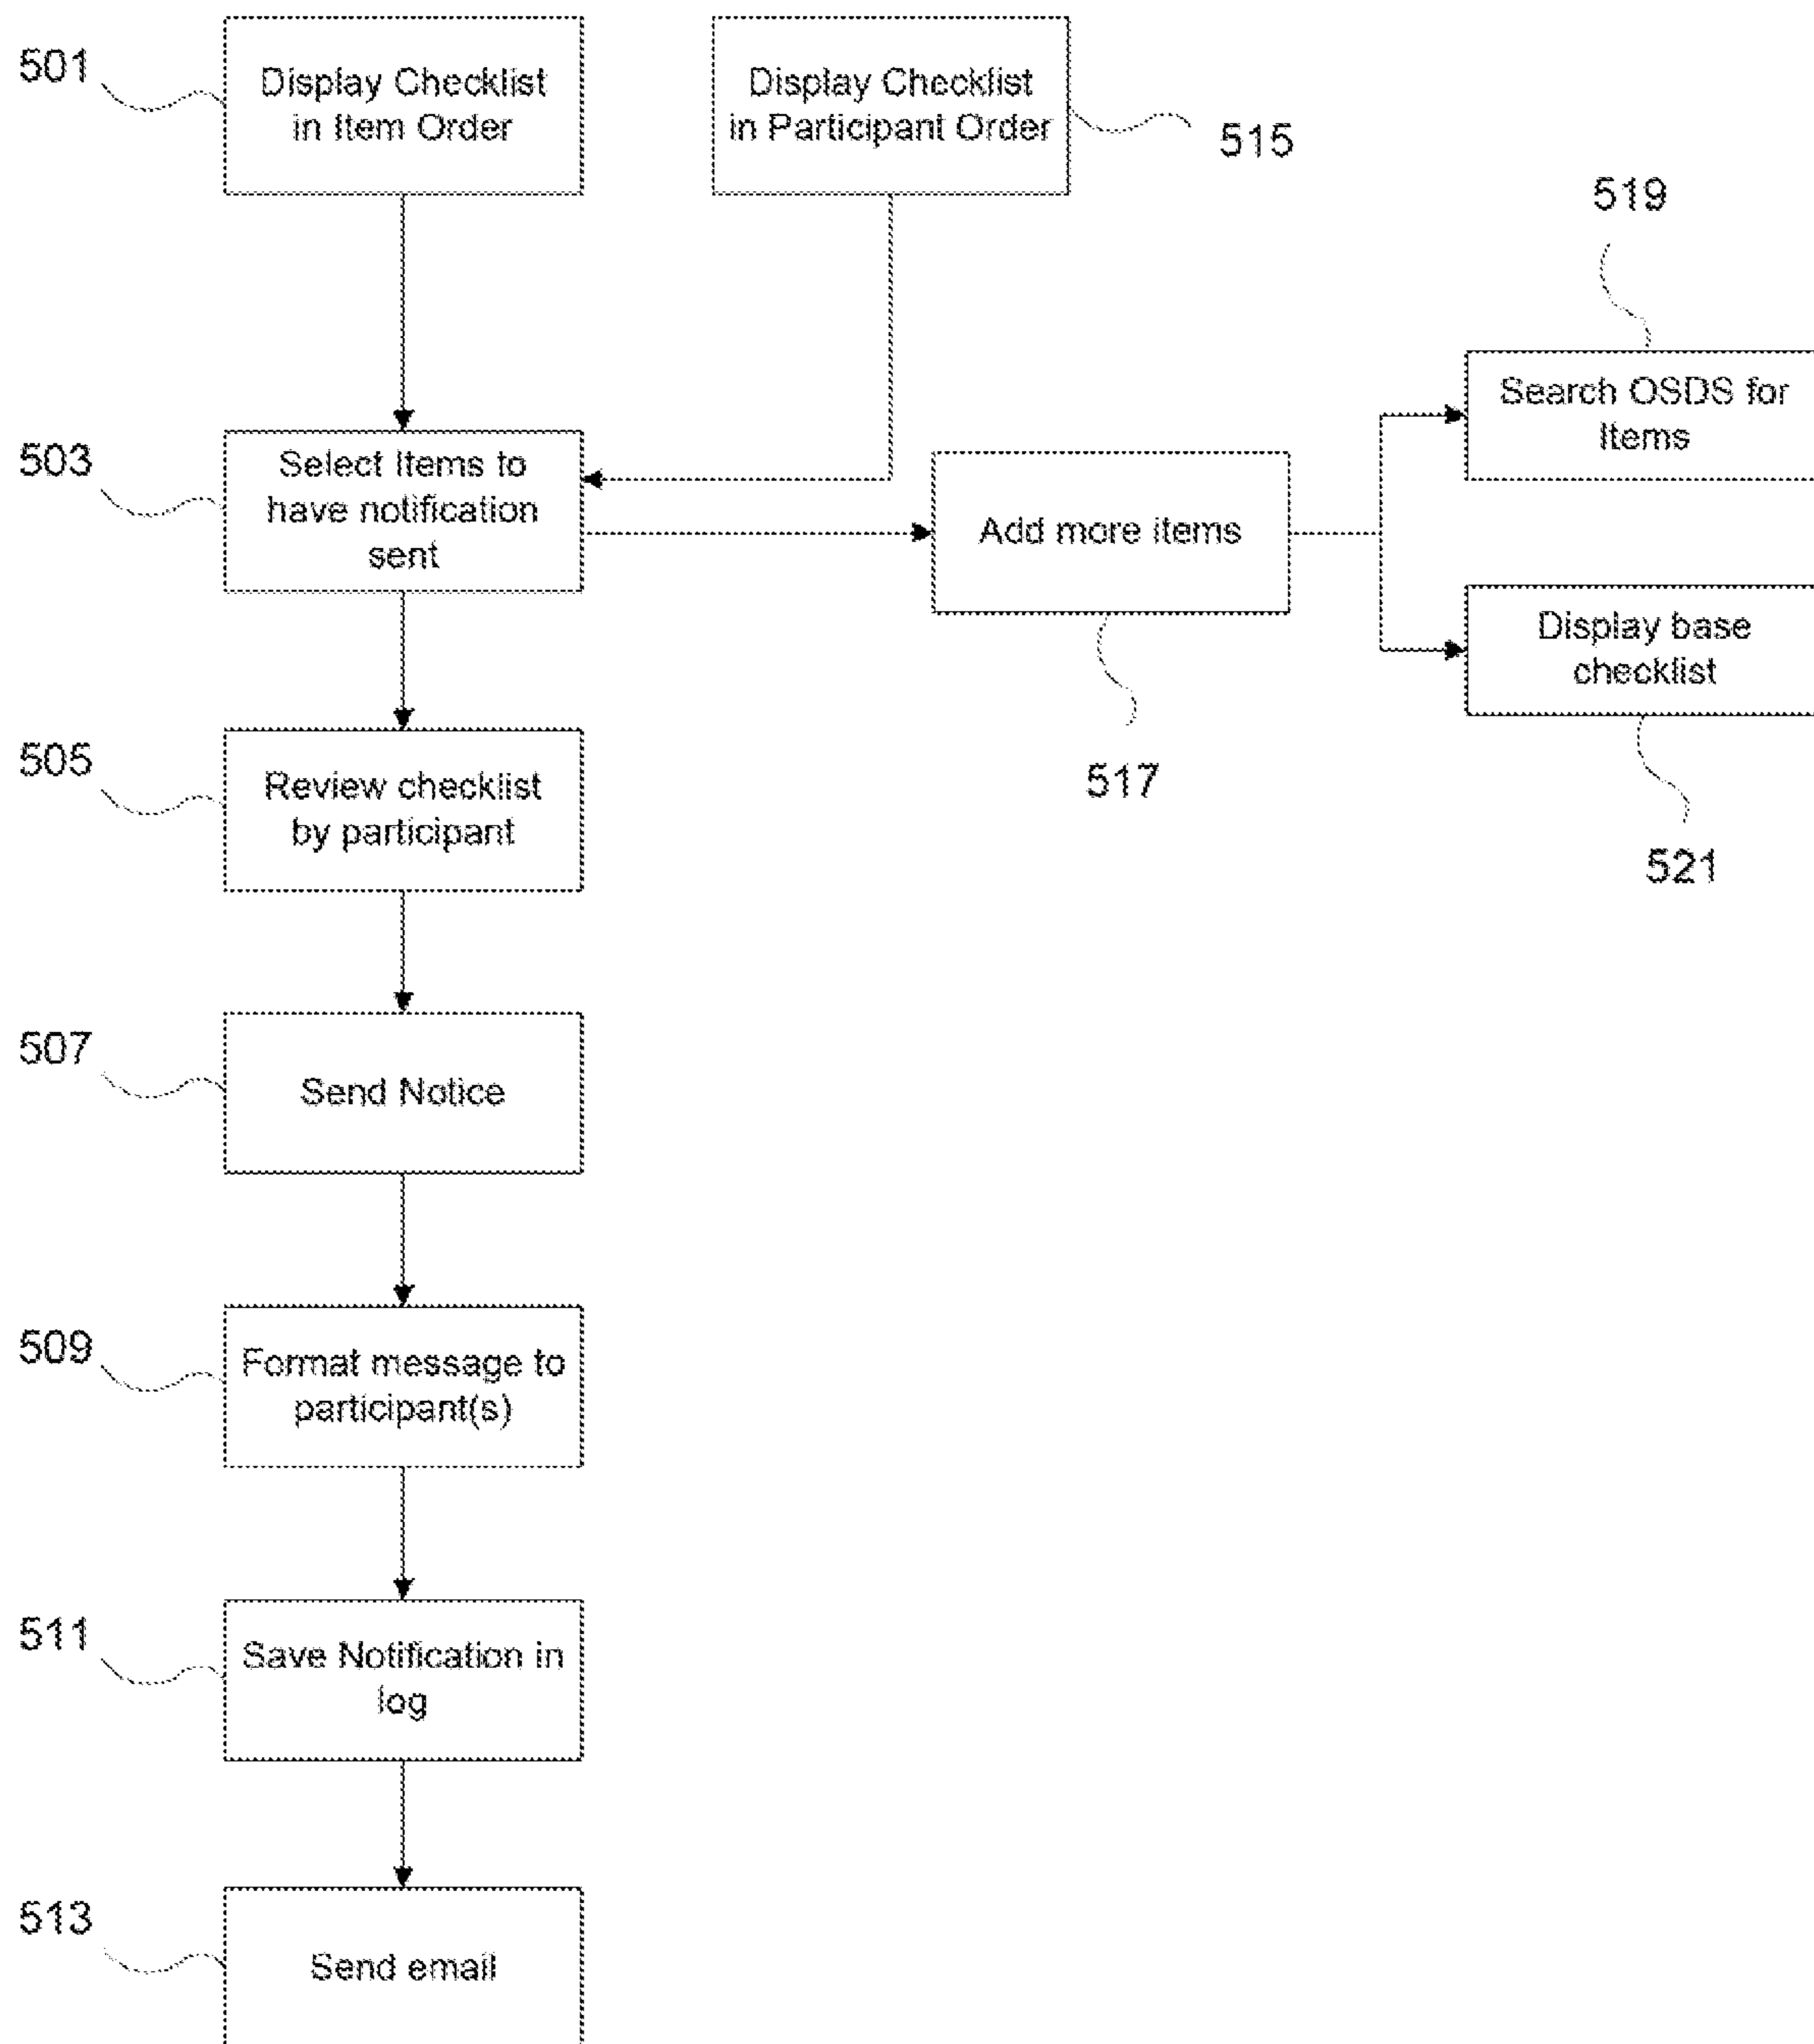 501
Display Checklist
in Item Order
Display Checklist
in Participant Order
515
519
Search OSDS for
Items
503
Select Items to
have notification
sent
Add more items
517
Display base
checklist
521
505
Review checklist
by participant
507
Send Notice
509
Format message to
participant(s)
511
Save Notification in
log
513
Send email